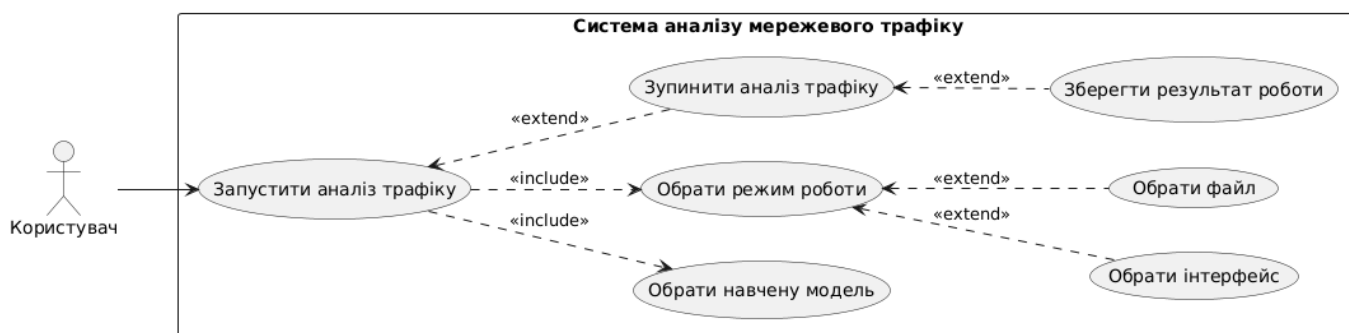 Система аналізу мережевого трафіку
Зупинити аналіз трафіку
«extend»
Зберегти результат роботи
«extend»
Запустити аналіз трафіку
«include»
Обрати режим роботи
«extend»
Обрати файл
«include»
«extend»
Обрати навчену модель
Обрати інтерфейс
Користувач